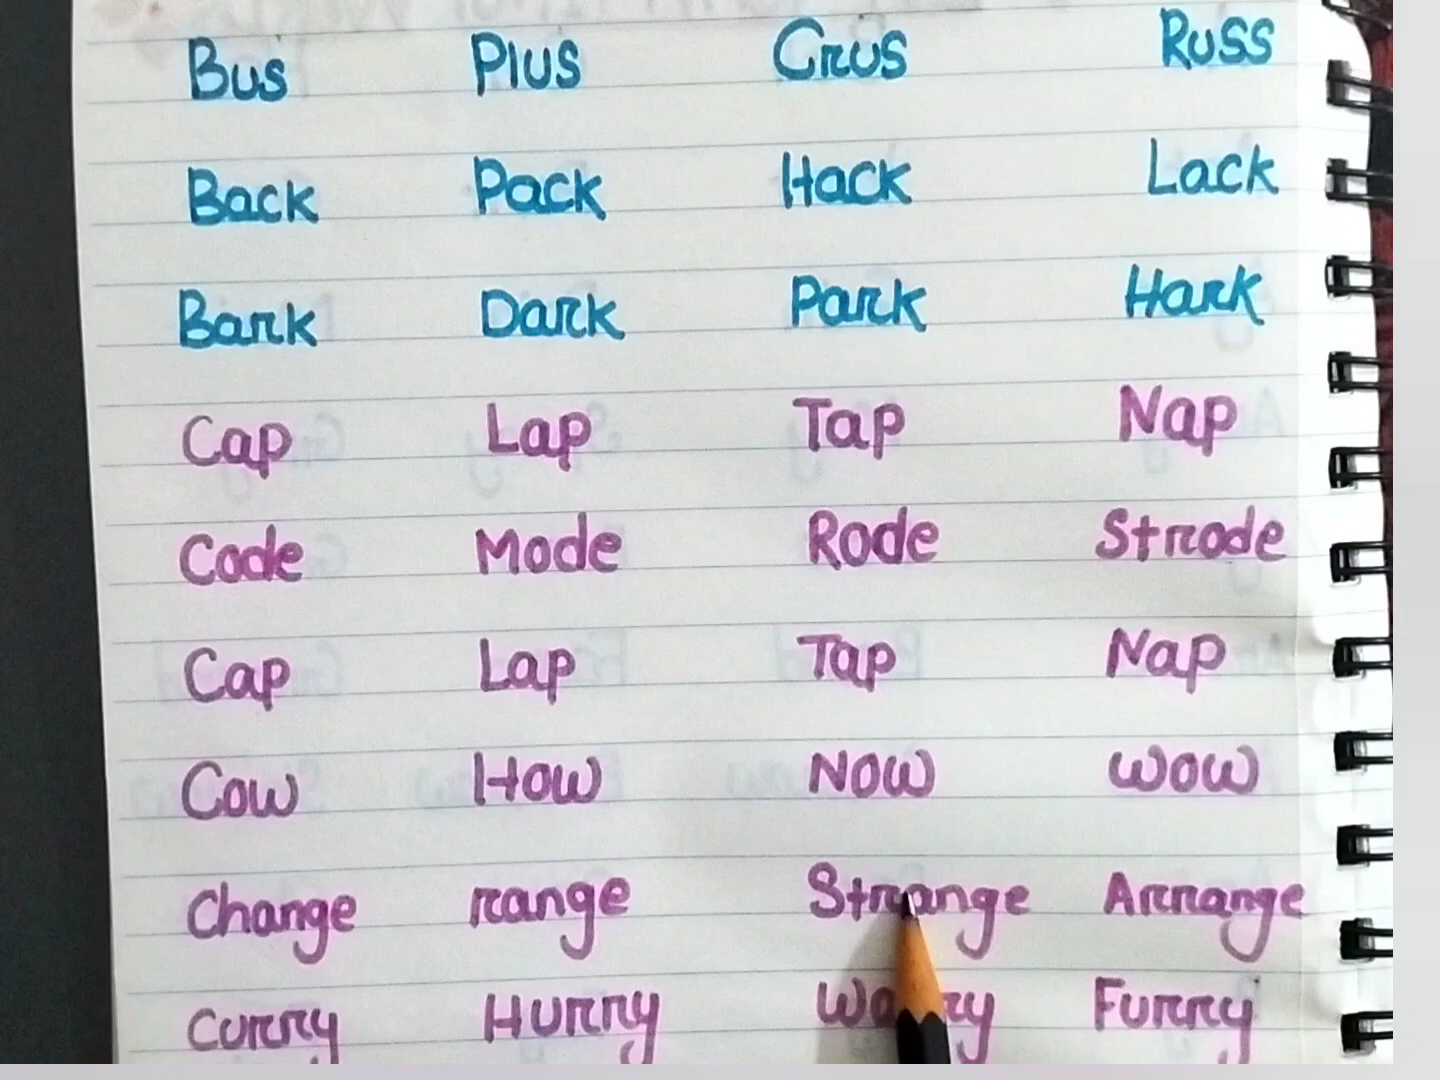 Bus Plus Crus Russ
Back Pack Hack Lack
Bark Dark Park Hark
Cap Lap Tap Nap
Code Mode Rode Strode
Cap Lap Tap Nap
Cow How Now Wow
Change range Strange Arrange
Curry Hurry Furry